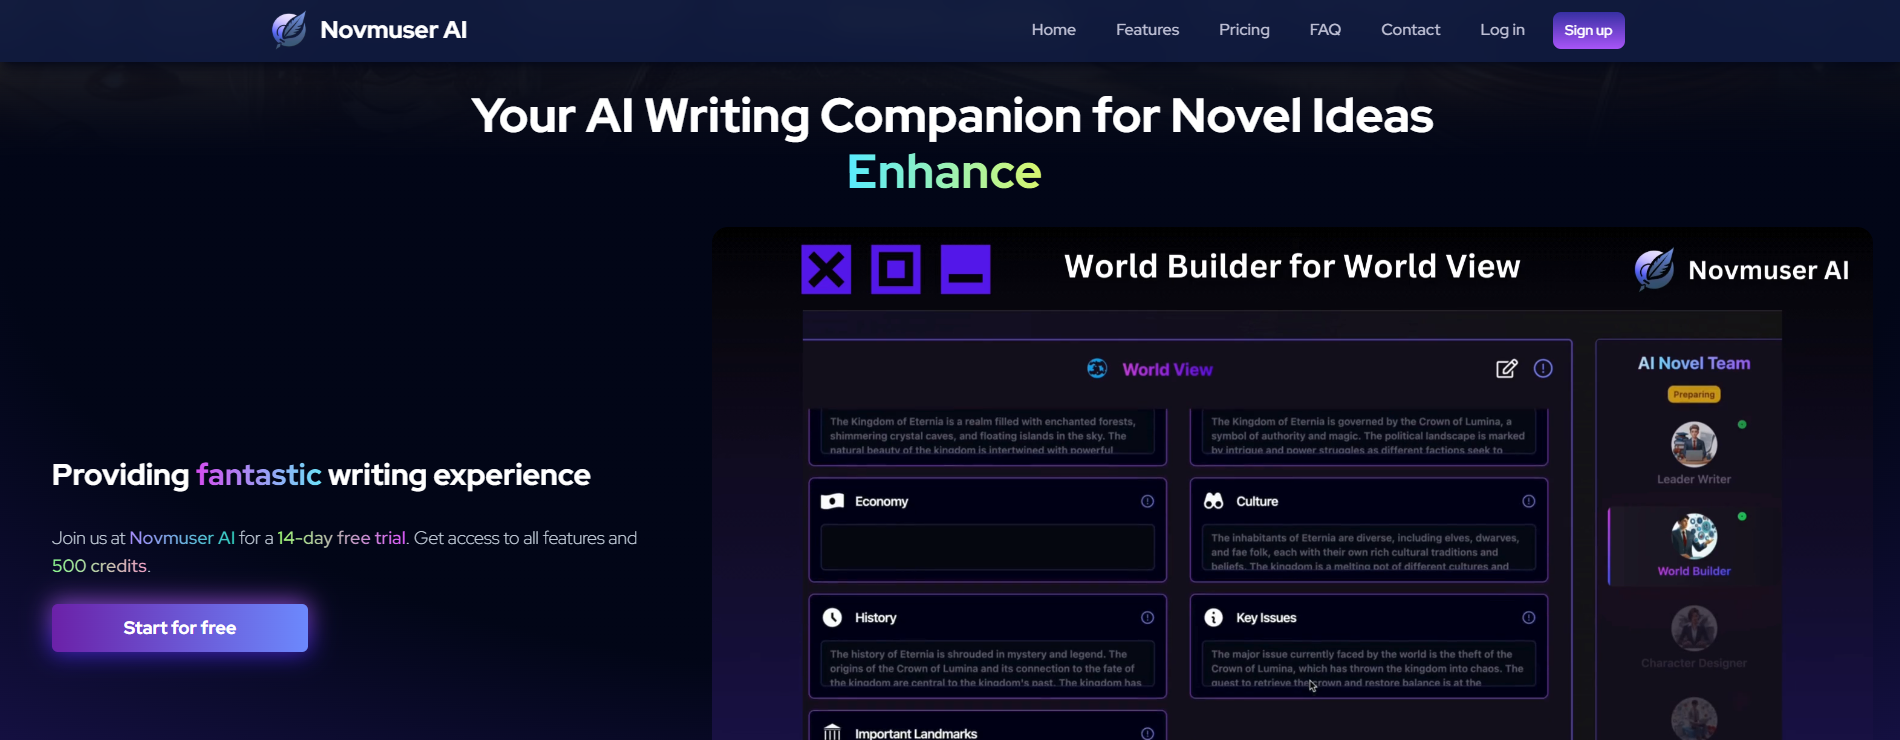 Novmuser AI
Home
Features
Pricing
FAQ
Contact
Log in
Sign up
Your AI Writing Companion for Novel Ideas
Enhance
Providing fantastic writing experience
Join us at Novmuser AI for a 14-day free trial. Get access to all features and
500 credits.
Start for free
World Builder for World View
Novmuser AI
World View
The Kingdom of Eternia is a realm filled with enchanted forests,
shimmering crystal caves, and floating islands in the sky. The
natural beauty of the kingdom is intertwined with powerful
The Kingdom of Eternia is governed by the Crown of Lumina, a
symbol of authority and magic. The political landscape is marked
by intrigue and power struggles as different factions seek to
Economy
Culture
The inhabitants of Eternia are diverse, including elves, dwarves,
and fae folk, each with their own rich cultural traditions and
beliefs. The kingdom is a melting pot of different cultures and
History
The history of Eternia is shrouded in mystery and legend. The
origins of the Crown of Lumina and its connection to the fate of
the kingdom are central to the kingdom's past. The kingdom has
Key Issues
The major issue currently faced by the world is the theft of the
Crown of Lumina, which has thrown the kingdom into chaos. The
quest to retrieve the crown and restore balance is at the
Important Landmarks
AI Novel Team
Preparing
Leader Writer
World Builder
Character Designer